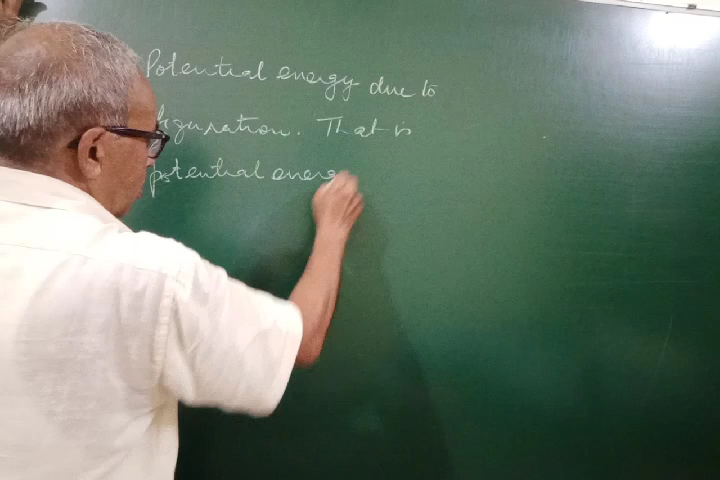 Potential energy due to
figuration. That is
potential energ